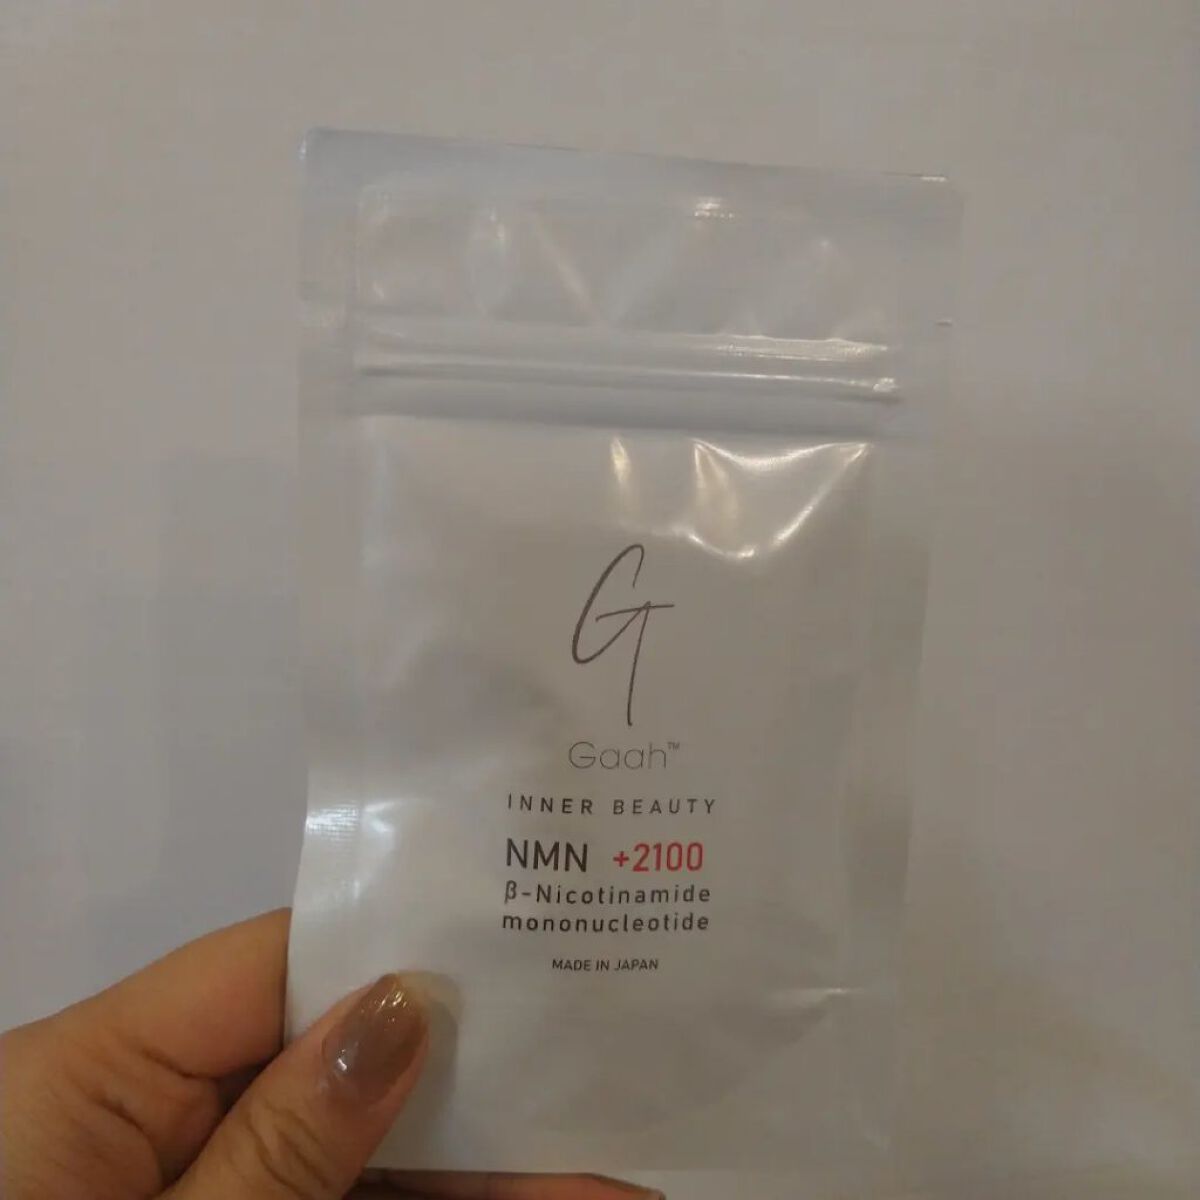 G
Gaah™
INNER BEAUTY
NMN +2100
β-Nicotinamide
mononucleotide
MADE IN JAPAN